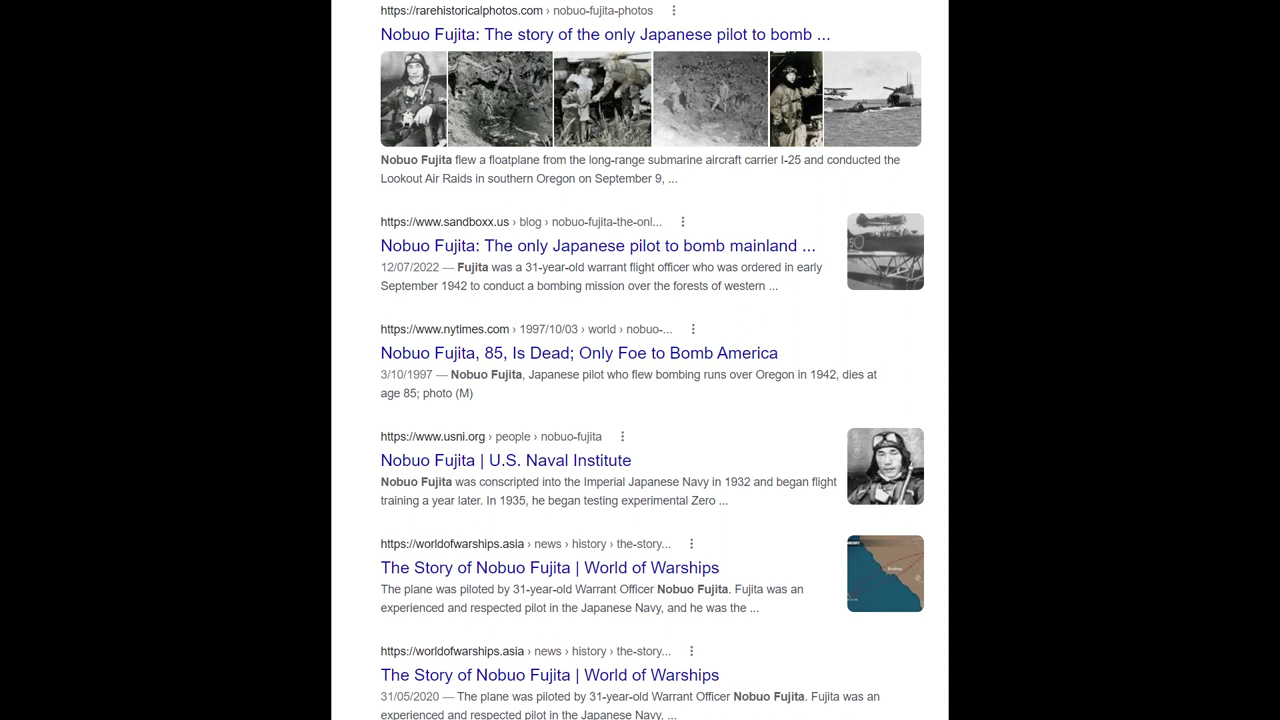 https://rarehistoricalphotos.com › nobuo-fujita-photos
Nobuo Fujita: The story of the only Japanese pilot to bomb ...
Nobuo Fujita flew a floatplane from the long-range submarine aircraft carrier I-25 and conducted the
Lookout Air Raids in southern Oregon on September 9, ...
https://www.sandboxx.us › blog › nobuo-fujita-the-onl...
Nobuo Fujita: The only Japanese pilot to bomb mainland ...
12/07/2022 — Fujita was a 31-year-old warrant flight officer who was ordered in early
September 1942 to conduct a bombing mission over the forests of western ...
https://www.nytimes.com › 1997/10/03 › world › nobuo-...
Nobuo Fujita, 85, Is Dead; Only Foe to Bomb America
3/10/1997 — Nobuo Fujita, Japanese pilot who flew bombing runs over Oregon in 1942, dies at
age 85; photo (M)
https://www.usni.org › people › nobuo-fujita
Nobuo Fujita | U.S. Naval Institute
Nobuo Fujita was conscripted into the Imperial Japanese Navy in 1932 and began flight
training a year later. In 1935, he began testing experimental Zero ...
https://worldofwarships.asia › news › history › the-story...
The Story of Nobuo Fujita | World of Warships
The plane was piloted by 31-year-old Warrant Officer Nobuo Fujita. Fujita was an
experienced and respected pilot in the Japanese Navy, and he was the ...
https://worldofwarships.asia › news › history › the-story...
The Story of Nobuo Fujita | World of Warships
31/05/2020 — The plane was piloted by 31-year-old Warrant Officer Nobuo Fujita. Fujita was an
experienced and respected pilot in the Japanese Navy. ...